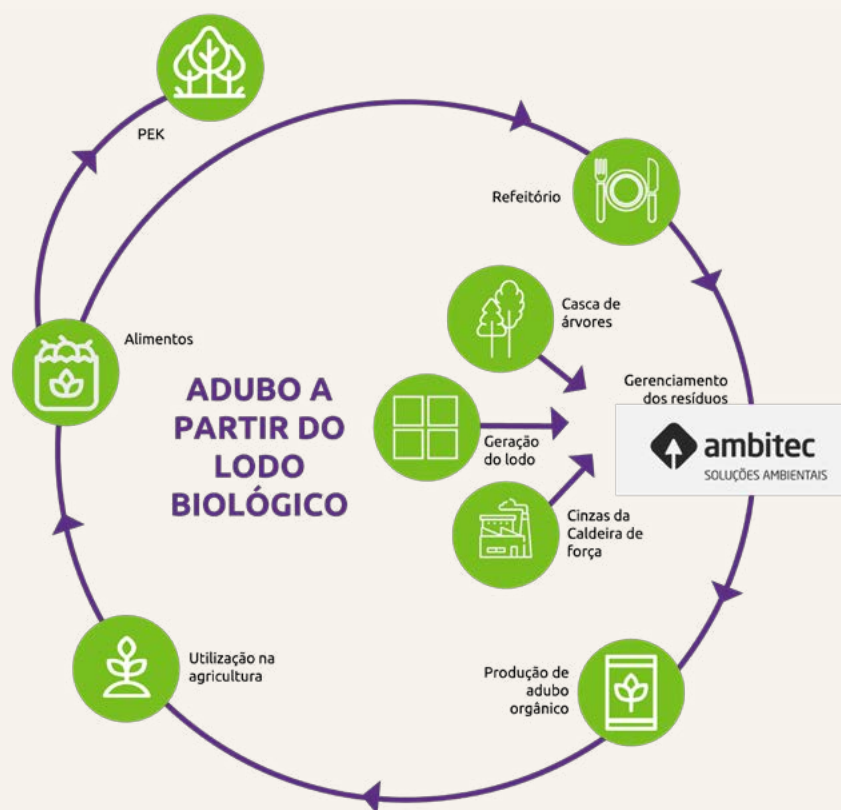 PEK
Refeitório
Casca de
árvores
Alimentos
Gerenciamento
dos resíduos
ADUBO A
PARTIR DO
LODO
BIOLÓGICO
Geração
do lodo
ambitec
SOLUÇÕES AMBIENTAIS
Cinzas da
Caldeira de
força
Utilização na
agricultura
Produção de
adubo
orgânico